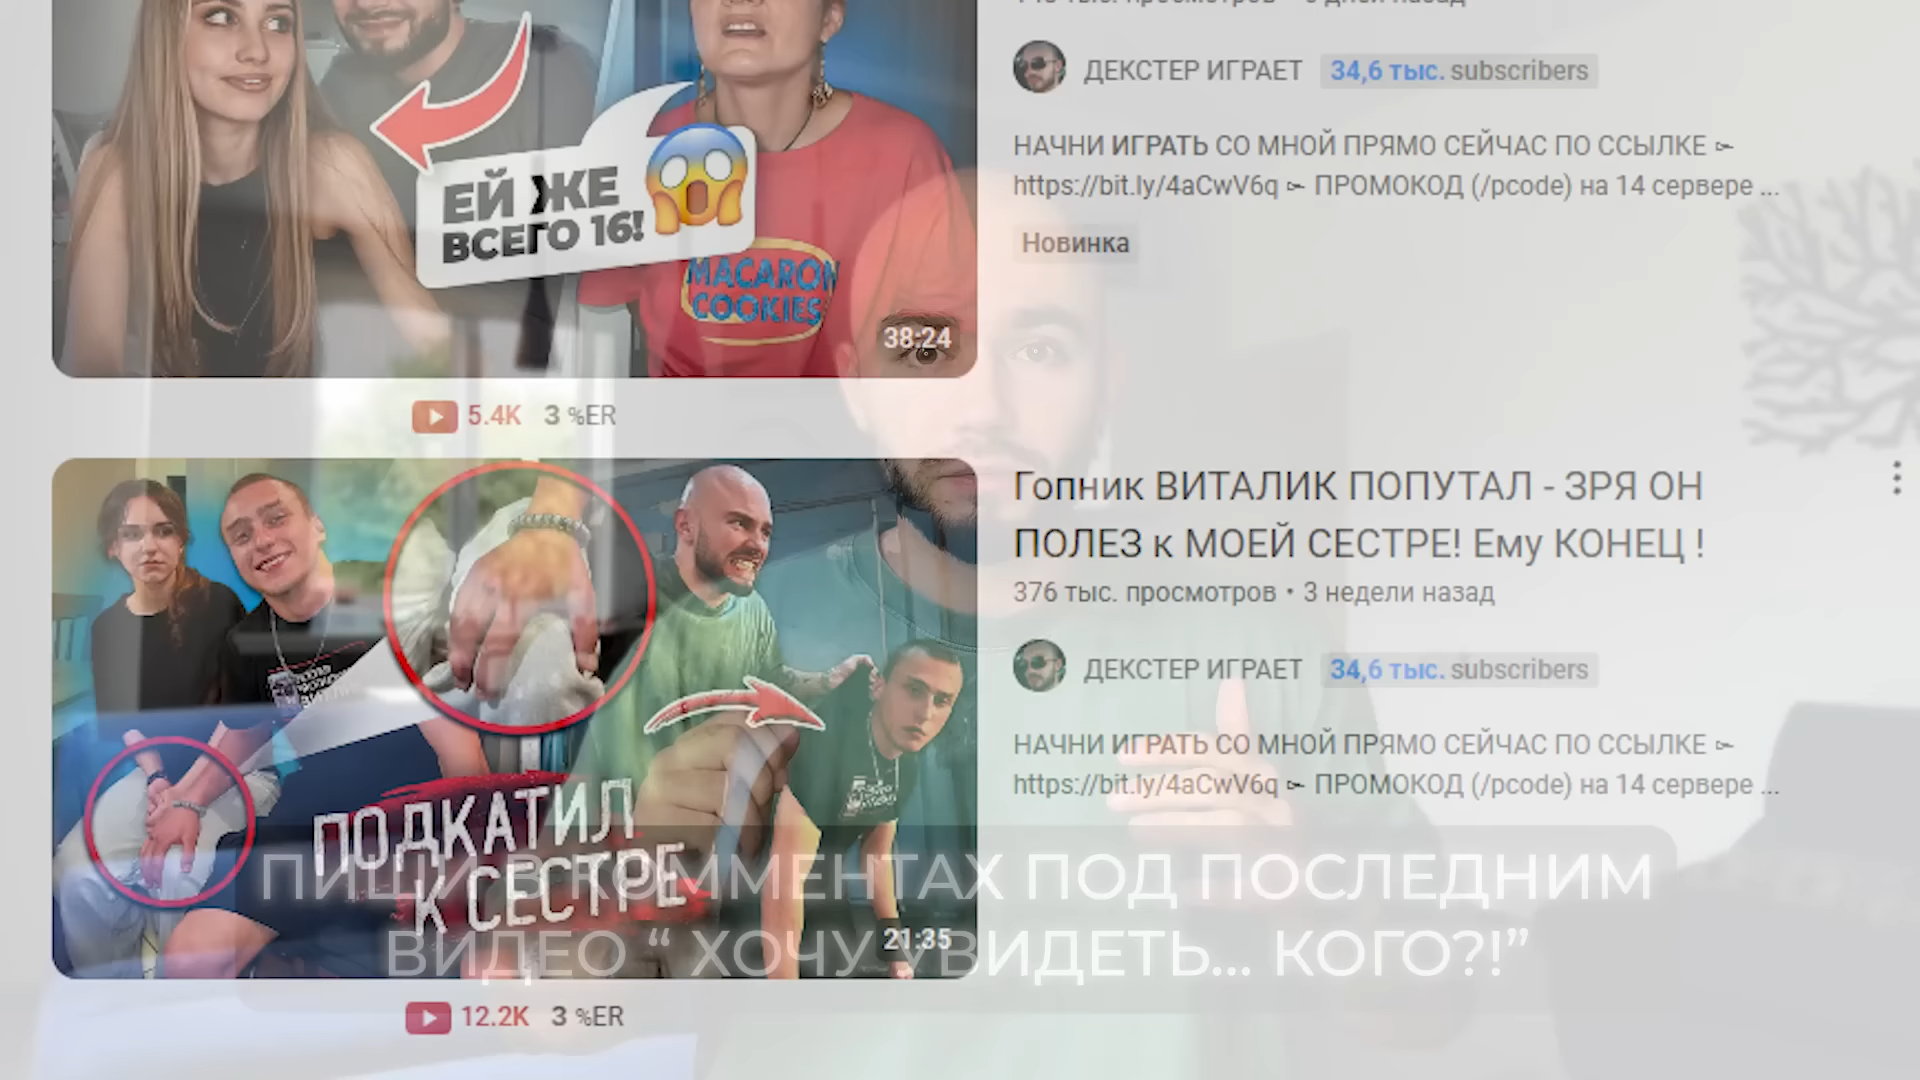 ЕЙ ЖЕ
ВСЕГО 16!
MACARON
COOKIES
38:24
5.4K 3 %ER
ДЕКСТЕР ИГРАЕТ 34,6 тыс. subscribers
НАЧНИ ИГРАТЬ СО МНОЙ ПРЯМО СЕЙЧАС ПО ССЫЛКЕ ➳
https://bit.ly/4aCwV6q ➳ ПРОМОКОД (/pcode) на 14 сервере ...
Новинка
ПОДКАТИЛ
К СЕСТРЕ
21:35
12.2K 3 %ER
Гопник ВИТАЛИК ПОПУТАЛ - ЗРЯ ОН
ПОЛЕЗ к МОЕЙ СЕСТРЕ! Ему КОНЕЦ !
376 тыс. просмотров • 3 недели назад
ДЕКСТЕР ИГРАЕТ 34,6 тыс. subscribers
НАЧНИ ИГРАТЬ СО МНОЙ ПРЯМО СЕЙЧАС ПО ССЫЛКЕ ➳
https://bit.ly/4aCwV6q ➳ ПРОМОКОД (/pcode) на 14 сервере ...
ПИШИ В КОММЕНТАХ ПОД ПОСЛЕДНИМ
ВИДЕО “ ХОЧУ УВИДЕТЬ... КОГО?!”